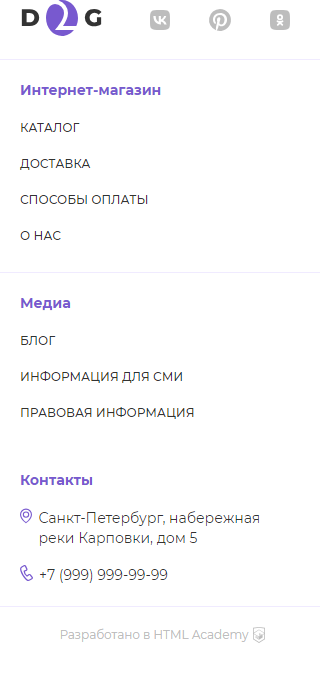 D2G
Интернет-магазин
КАТАЛОГ
ДОСТАВКА
СПОСОБЫ ОПЛАТЫ
О НАС
Медиа
БЛОГ
ИНФОРМАЦИЯ ДЛЯ СМИ
ПРАВОВАЯ ИНФОРМАЦИЯ
Контакты
Санкт-Петербург, набережная
реки Карповки, дом 5
+7 (999) 999-99-99
Разработано в HTML Academy